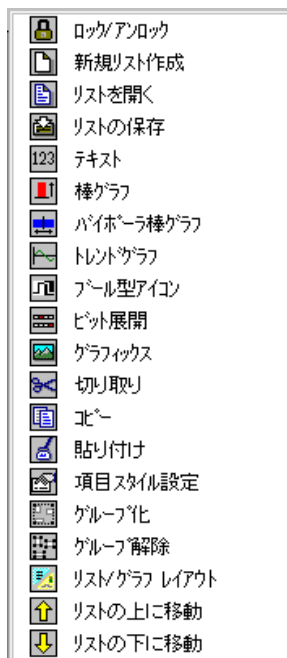 ﾛｯｸ/ｱﾝﾛｯｸ
新規ﾘｽﾄ作成
ﾘｽﾄを開く
ﾘｽﾄの保存
123 ﾃｷｽﾄ
棒ｸﾞﾗﾌ
ﾊﾞｲﾎﾟｰﾗ棒ｸﾞﾗﾌ
ﾄﾚﾝﾄﾞｸﾞﾗﾌ
ﾌﾞｰﾙ型ｱｲｺﾝ
ﾋﾞｯﾄ展開
ｸﾞﾗﾌｨｯｸｽ
切り取り
ｺﾋﾟｰ
貼り付け
項目ｽﾀｲﾙ設定
ｸﾞﾙｰﾌﾟ化
ｸﾞﾙｰﾌﾟ解除
ﾘｽﾄ/ｸﾞﾗﾌ ﾚｲｱｳﾄ
ﾘｽﾄの上に移動
ﾘｽﾄの下に移動